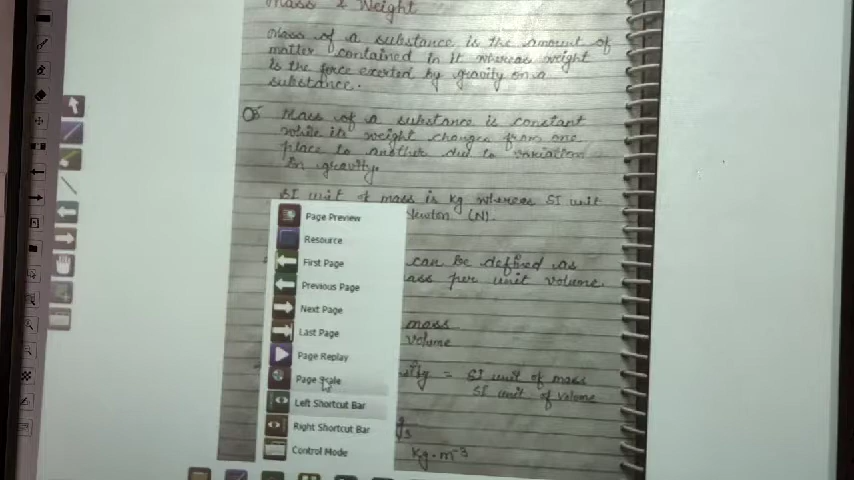 Mass & Weight
Mass of a substance is the amount of
matter contained in it whereas weight
is the force exerted by gravity on a
substance.
OR Mass of a substance is constant
while its weight changes from one
place to another due to variation
in gravity.
SI unit of mass is kg whereas SI unit
Newton (N).
can be defined as
mass per unit volume.
mass
volume
= SI unit of mass
SI unit of volume
kg.m-3
Page Preview
Resource
First Page
Previous Page
Next Page
Last Page
Page Replay
Page Scale
Left Shortcut Bar
Right Shortcut Bar
Control Mode